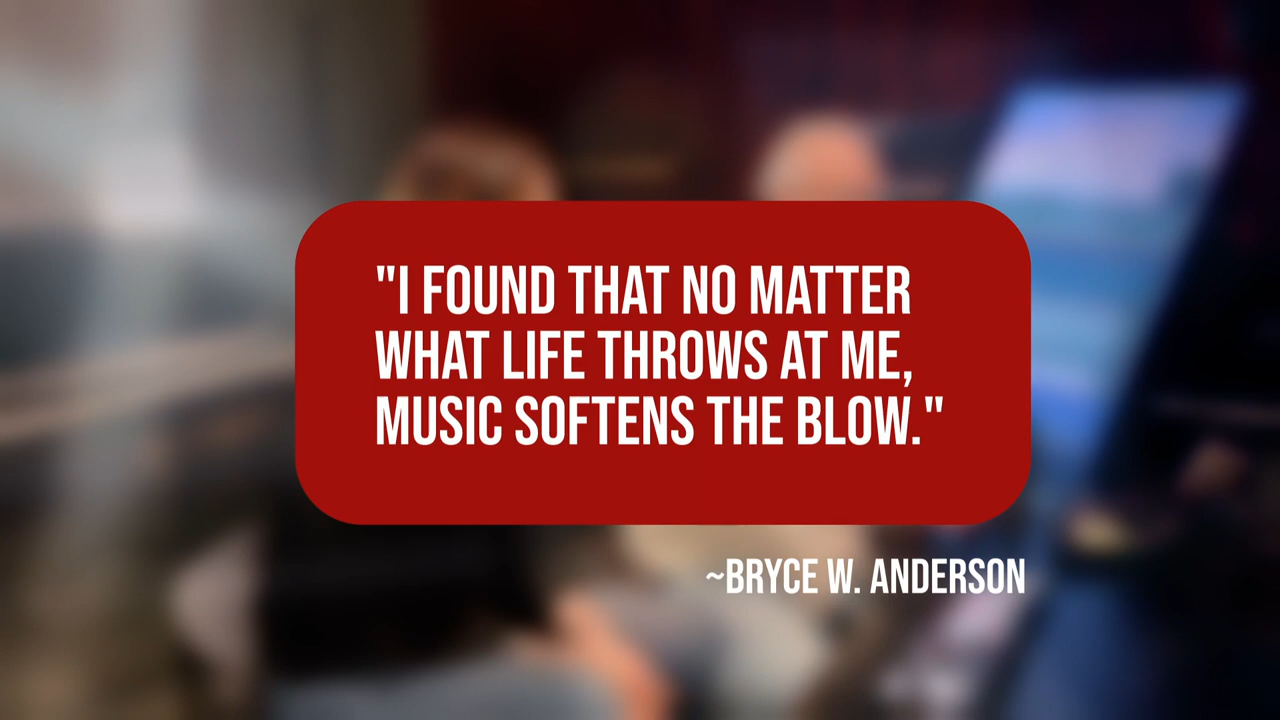 "I FOUND THAT NO MATTER
WHAT LIFE THROWS AT ME,
MUSIC SOFTENS THE BLOW."
~BRYCE W. ANDERSON